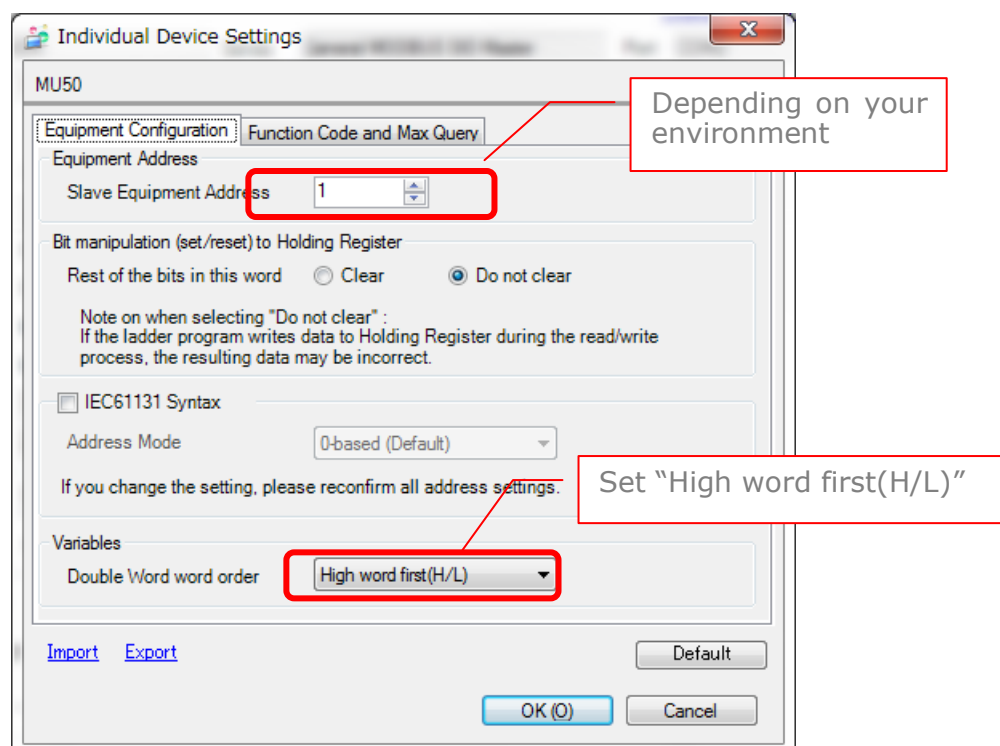 Individual Device Settings
MU50
Depending on your
environment
Equipment Configuration Function Code and Max Query
Equipment Address
Slave Equipment Address 1
Bit manipulation (set/reset) to Holding Register
Rest of the bits in this word Clear Do not clear
Note on when selecting "Do not clear" :
If the ladder program writes data to Holding Register during the read/write
process, the resulting data may be incorrect.
IEC61131 Syntax
Address Mode 0-based (Default)
If you change the setting, please reconfirm all address settings.
Set “High word first(H/L)”
Variables
Double Word word order High word first(H/L)
Import Export Default
OK (O) Cancel